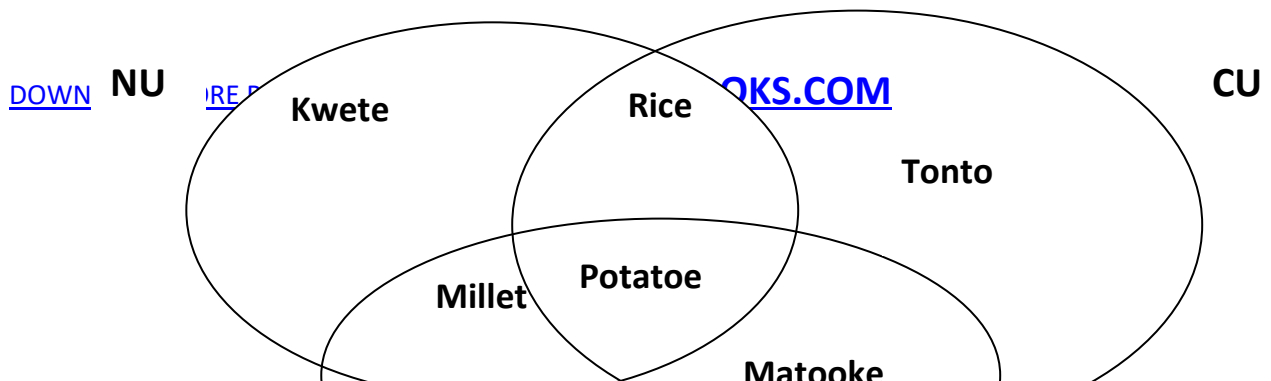 DOWN NU OKS.COM CU
Kwete Rice
Tonto
Potatoe
Millet
Matooke